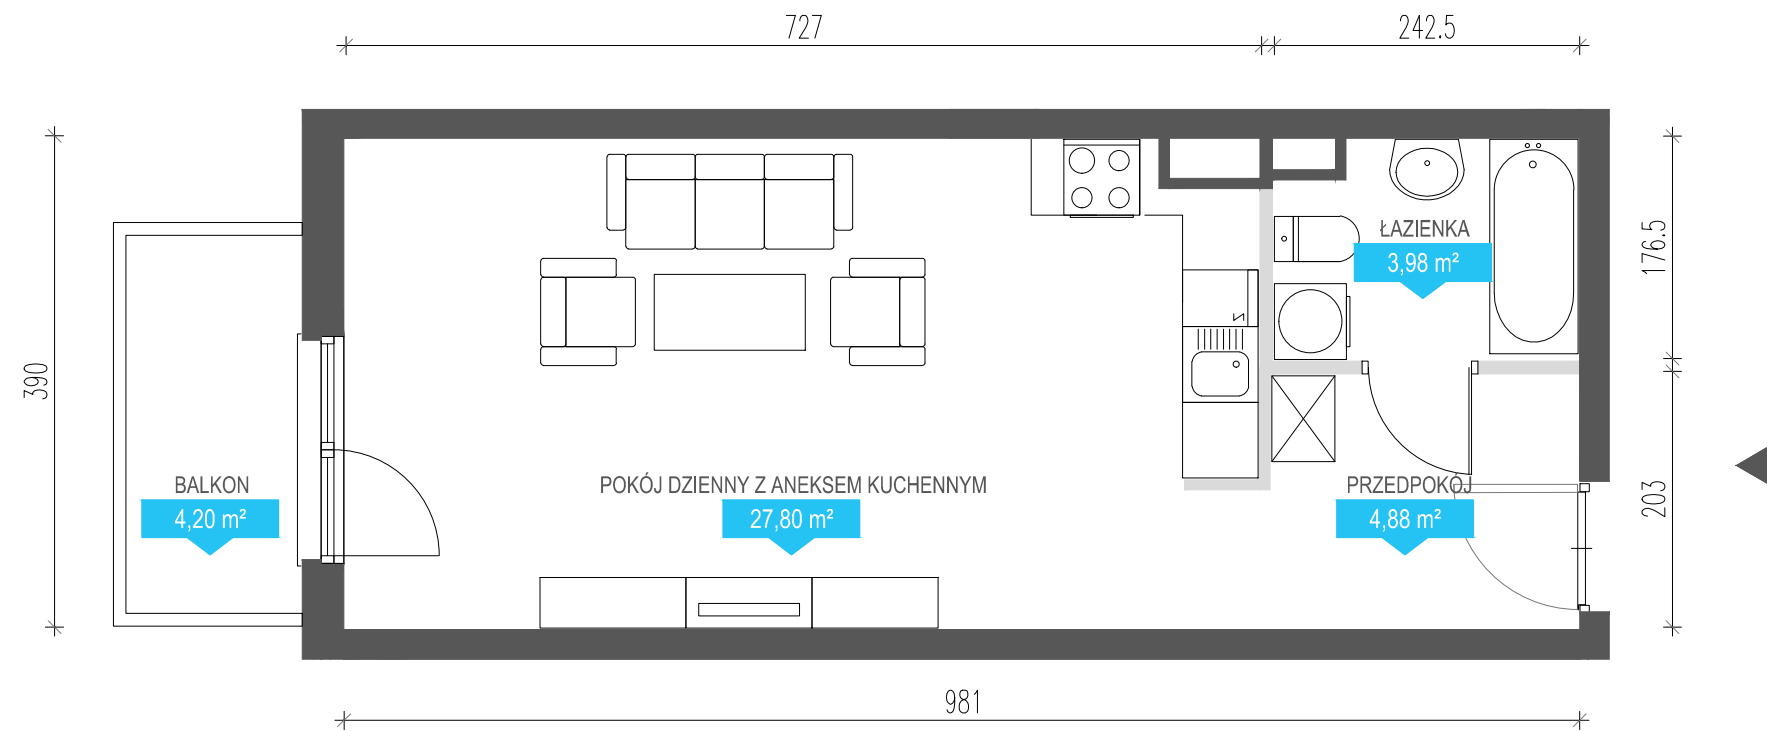 727
242.5
ŁAZIENKA
3,98 m²
176.5
390
BALKON
4,20 m²
POKÓJ DZIENNY Z ANEKSEM KUCHENNYM
27,80 m²
PRZEDPOKÓJ
4,88 m²
203
981